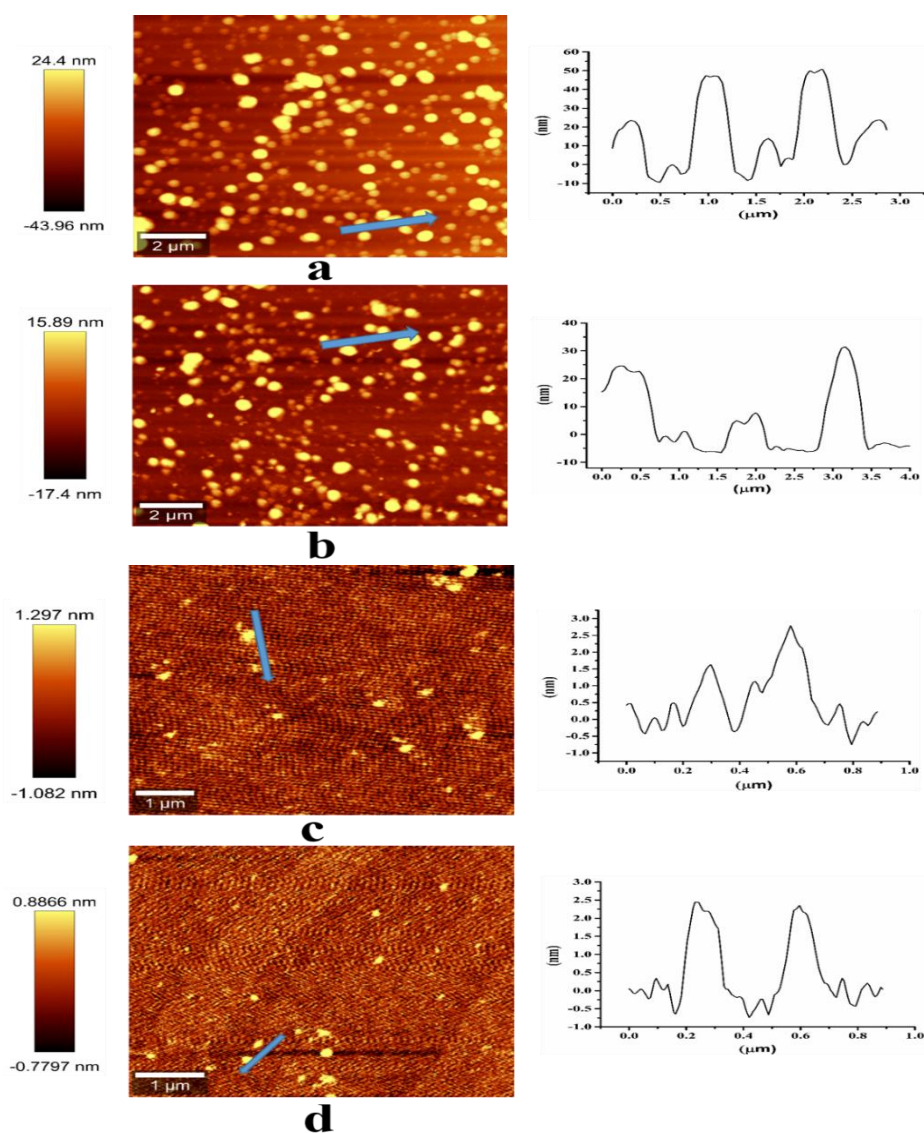 24.4 nm
-43.96 nm
2 µm
60
50
40
30
20
10
0
-10
(nm)
0.0 0.5 1.0 1.5 2.0 2.5 3.0
(µm)
a
15.89 nm
-17.4 nm
2 µm
40
30
20
10
0
-10
(nm)
0.0 0.5 1.0 1.5 2.0 2.5 3.0 3.5 4.0
(µm)
b
1.297 nm
-1.082 nm
1 µm
3.0
2.5
2.0
1.5
1.0
0.5
0.0
-0.5
-1.0
(nm)
0.0 0.2 0.4 0.6 0.8 1.0
(µm)
c
0.8866 nm
-0.7797 nm
1 µm
3.0
2.5
2.0
1.5
1.0
0.5
0.0
-0.5
-1.0
(nm)
0.0 0.2 0.4 0.6 0.8 1.0
(µm)
d